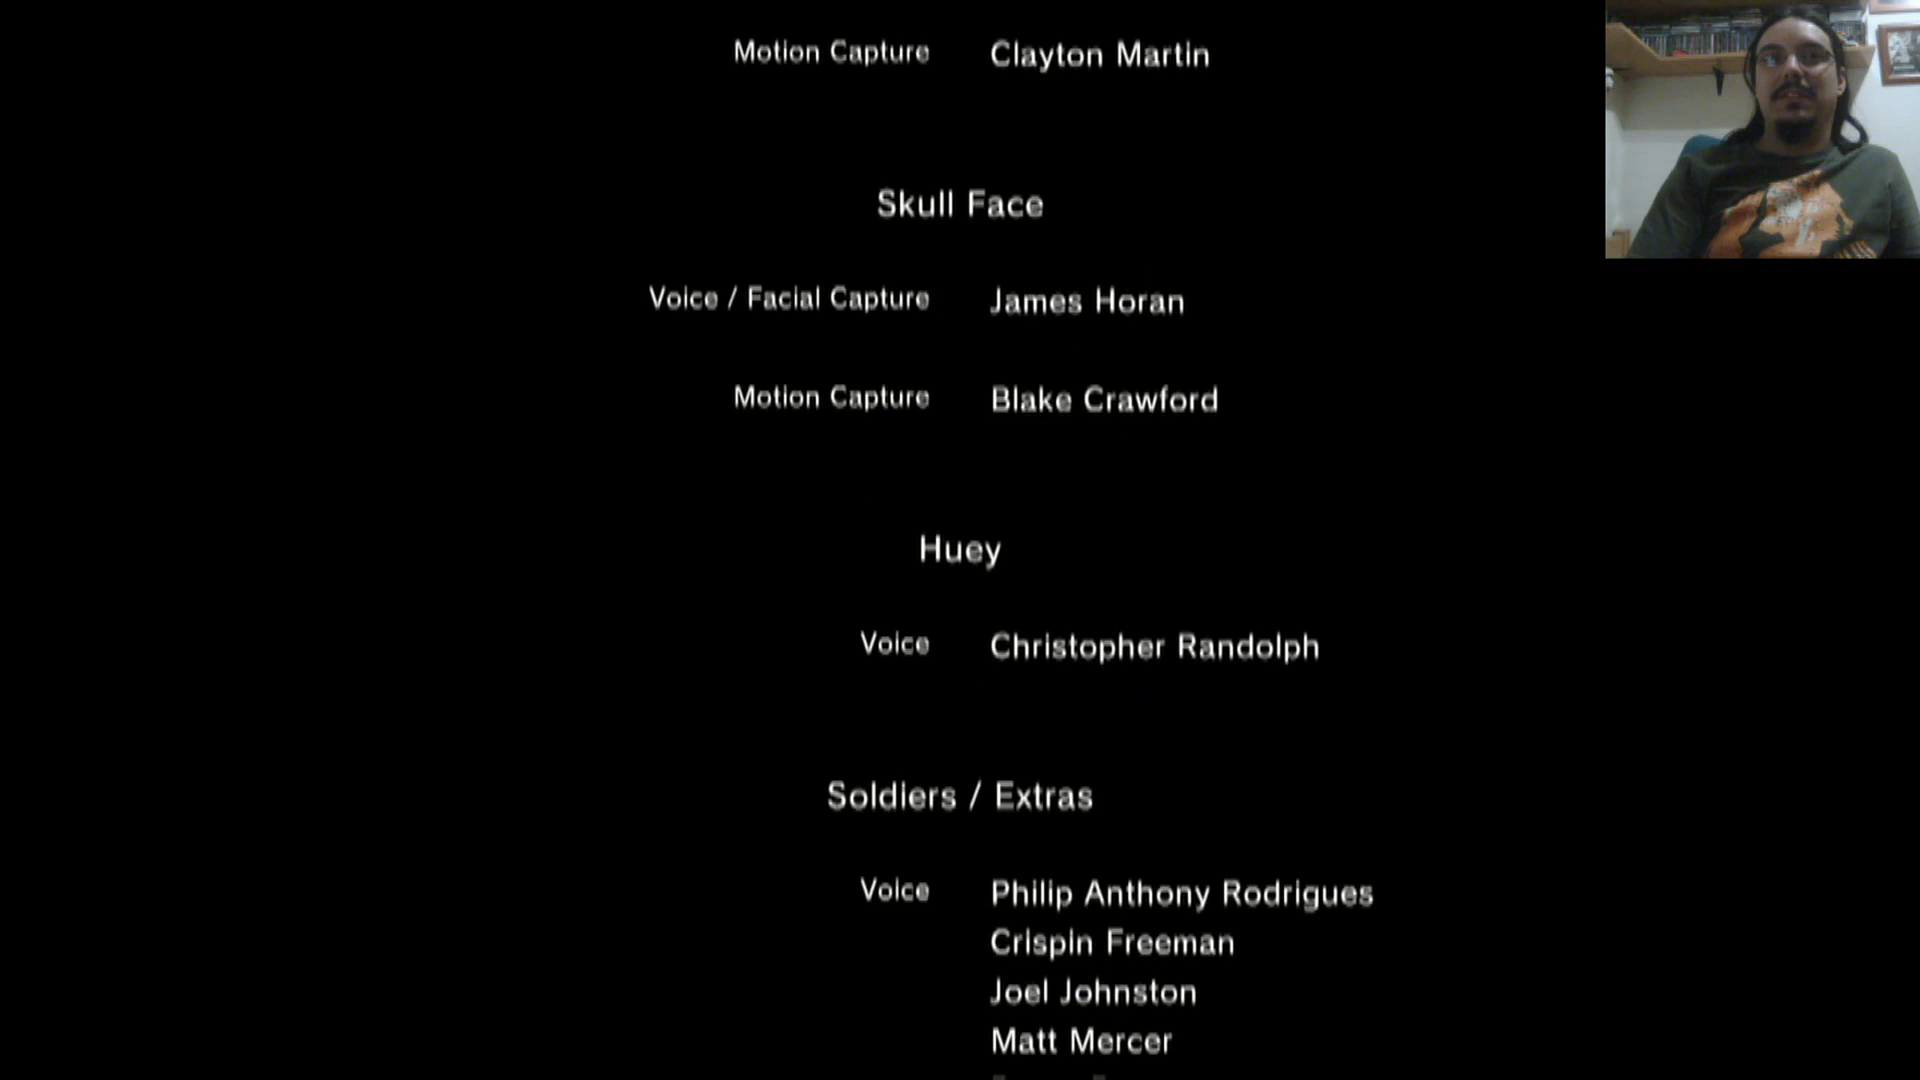 Motion Capture Clayton Martin
Skull Face
Voice / Facial Capture James Horan
Motion Capture Blake Crawford
Huey
Voice Christopher Randolph
Soldiers / Extras
Voice Philip Anthony Rodrigues
Crispin Freeman
Joel Johnston
Matt Mercer